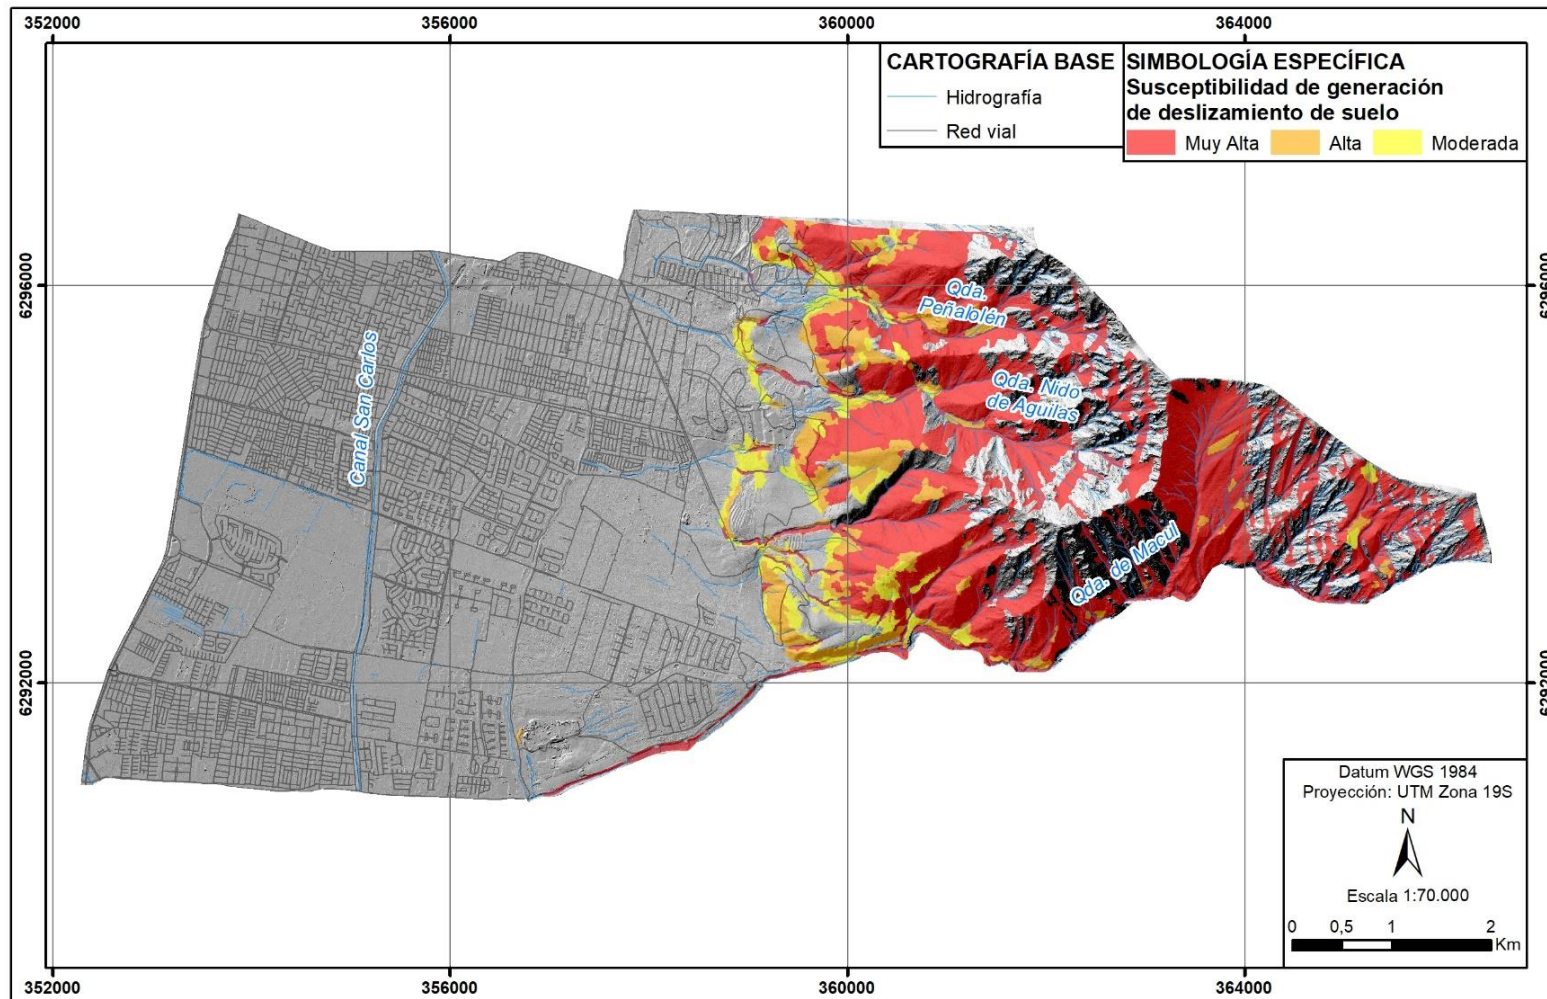 352000
356000
360000
364000
CARTOGRAFÍA BASE
Hidrografía
Red vial
SIMBOLOGÍA ESPECÍFICA
Susceptibilidad de generación
de deslizamiento de suelo
Muy Alta
Alta
Moderada
6296000
6296000
Qda.
Peñalolén
Canal San Carlos
Qda. Nido
de Aguilas
Qda. de Macul
6292000
6292000
Datum WGS 1984
Proyección: UTM Zona 19S
N
Escala 1:70.000
0 0,5 1 2
Km
352000
356000
360000
364000